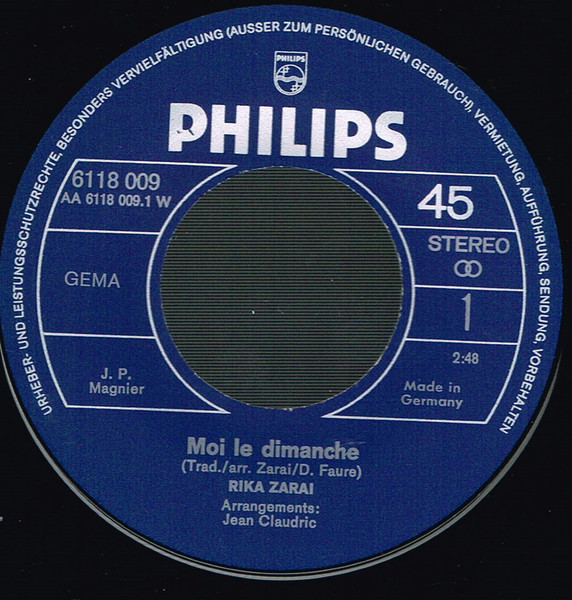 URHEBER- UND LEISTUNGSSCHUTZRECHTE, BESONDERS VERVIELFÄLTIGUNG (AUSSER ZUM PERSÖNLICHEN GEBRAUCH), VERMIETUNG, AUFFÜHRUNG, SENDUNG, VORBEHALTEN
PHILIPS
PHILIPS
6118 009
AA 6118 009.1 W
GEMA
J. P.
Magnier
45
STEREO
1
2:48
Made in
Germany
Moi le dimanche
(Trad./arr. Zarai/D. Faure)
RIKA ZARAI
Arrangements:
Jean Claudric